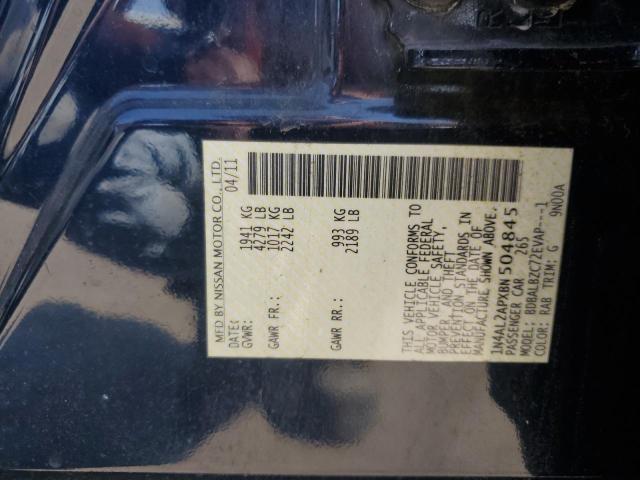 MFD BY NISSAN MOTOR CO., LTD.
04/11
GVWR: 1941 KG
4279 LB
GAWR FR.: 1017 KG
2242 LB
GAWR RR: 993 KG
2189 LB
THIS VEHICLE CONFORMS TO
ALL APPLICABLE FEDERAL
MOTOR VEHICLE SAFETY,
BUMPER, AND THEFT
PREVENTION STANDARDS IN
EFFECT ON THE DATE OF
MANUFACTURE SHOWN ABOVE.
1N4AL2APXBN504845
PASSENGER CAR 265
MODEL: BDBALBZC72EVAP---1
COLOR: RAB TRIM: G 9N00A